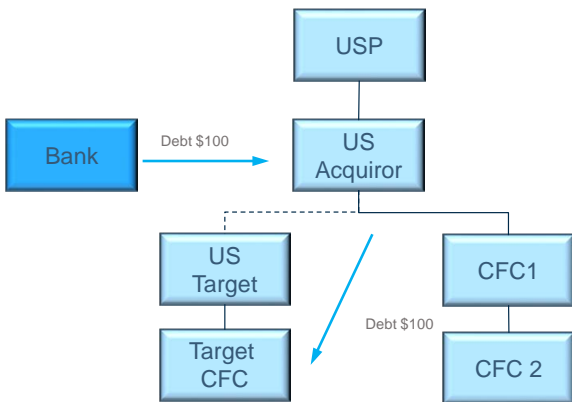 USP
Debt $100
Bank
US
Acquiror
US
Target
CFC1
Debt $100
Target
CFC
CFC 2